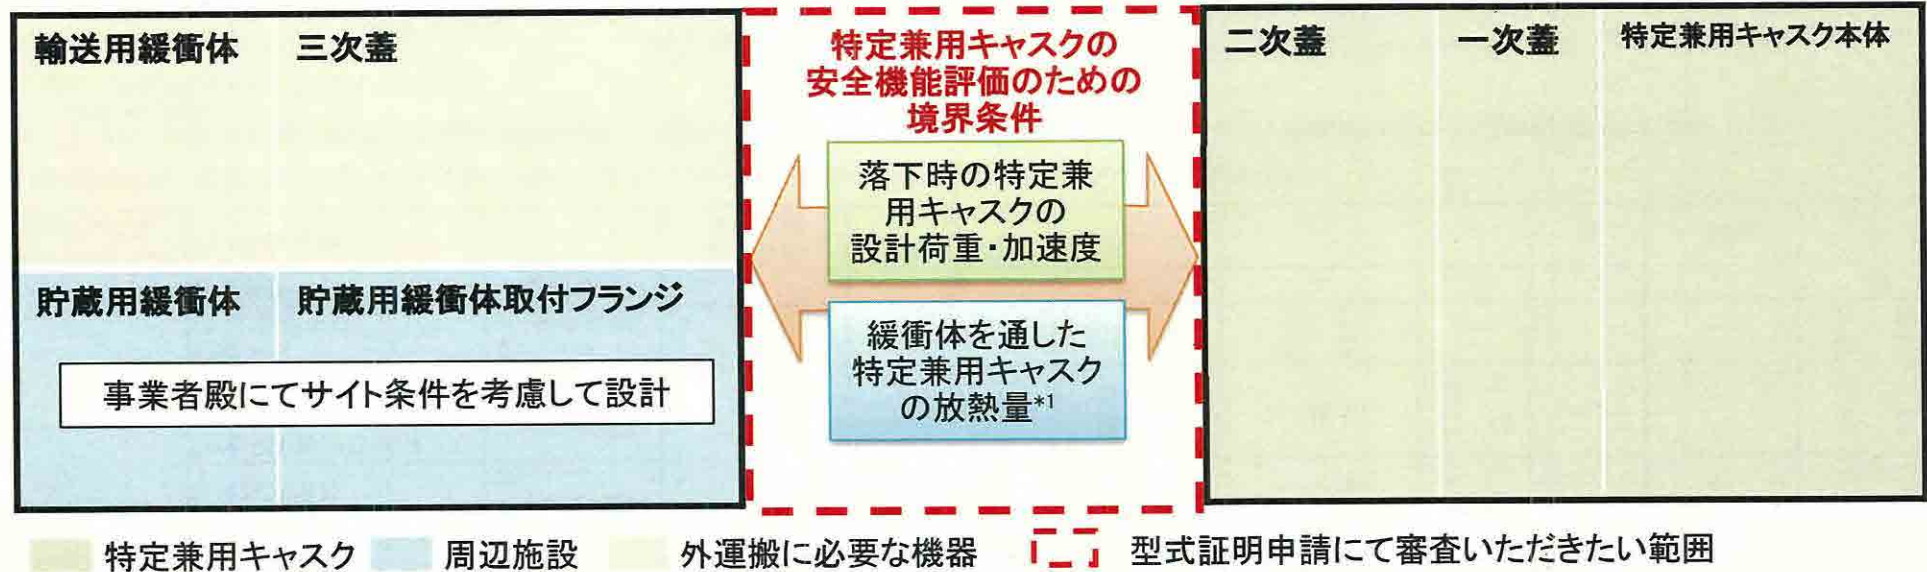 輸送用緩衝体
三次蓋
特定兼用キャスクの
安全機能評価のための
境界条件
二次蓋
一次蓋
特定兼用キャスク本体
落下時の特定兼
用キャスクの
設計荷重・加速度
貯蔵用緩衝体
貯蔵用緩衝体取付フランジ
事業者殿にてサイト条件を考慮して設計
緩衝体を通した
特定兼用キャスク
の放熱量*1
特定兼用キャスク
周辺施設
外運搬に必要な機器
型式証明申請にて審査いただきたい範囲